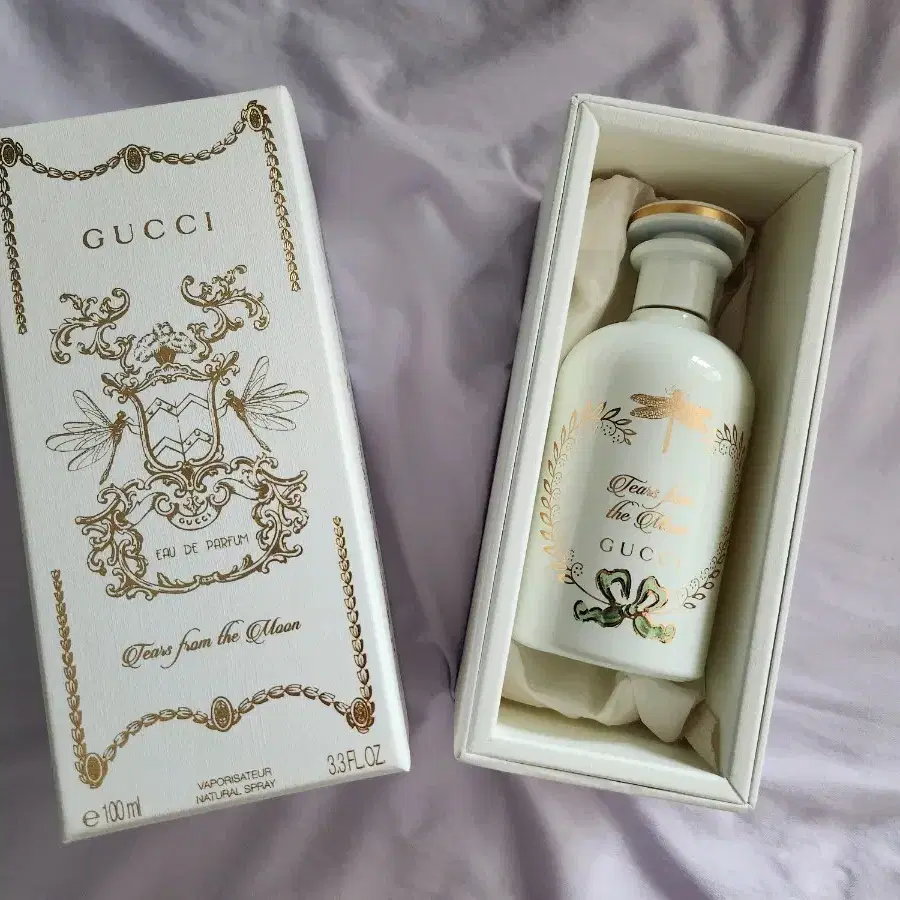 GUCCI
GUCCI
EAU DE PARFUM
Tears from the Moon
VAPORISATEUR
NATURAL SPRAY
℮ 100 ml
3.3 FL OZ
Tears from
the Moon
GUCCI